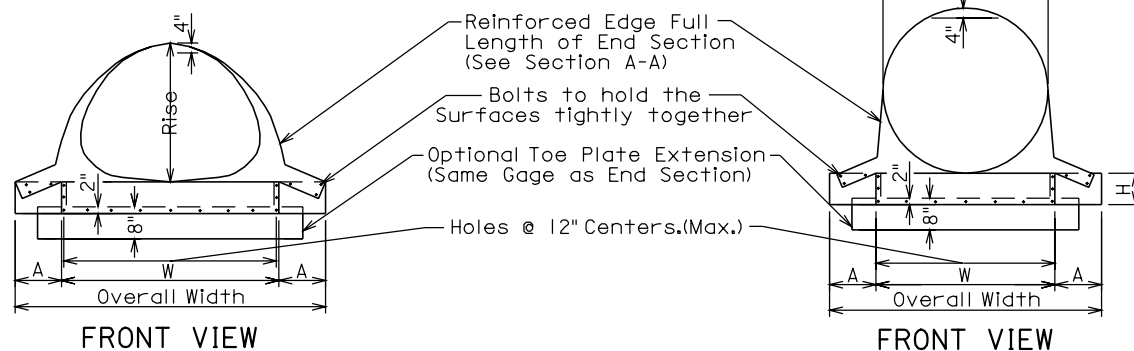 4"
Rise
2"
8"
A
W
A
Overall Width
FRONT VIEW
Reinforced Edge Full
Length of End Section
(See Section A-A)
Bolts to hold the
Surfaces tightly together
Optional Toe Plate Extension
(Same Gage as End Section)
Holes @ 12" Centers.(Max.)
4"
2"
8"
H
A
W
A
Overall Width
FRONT VIEW